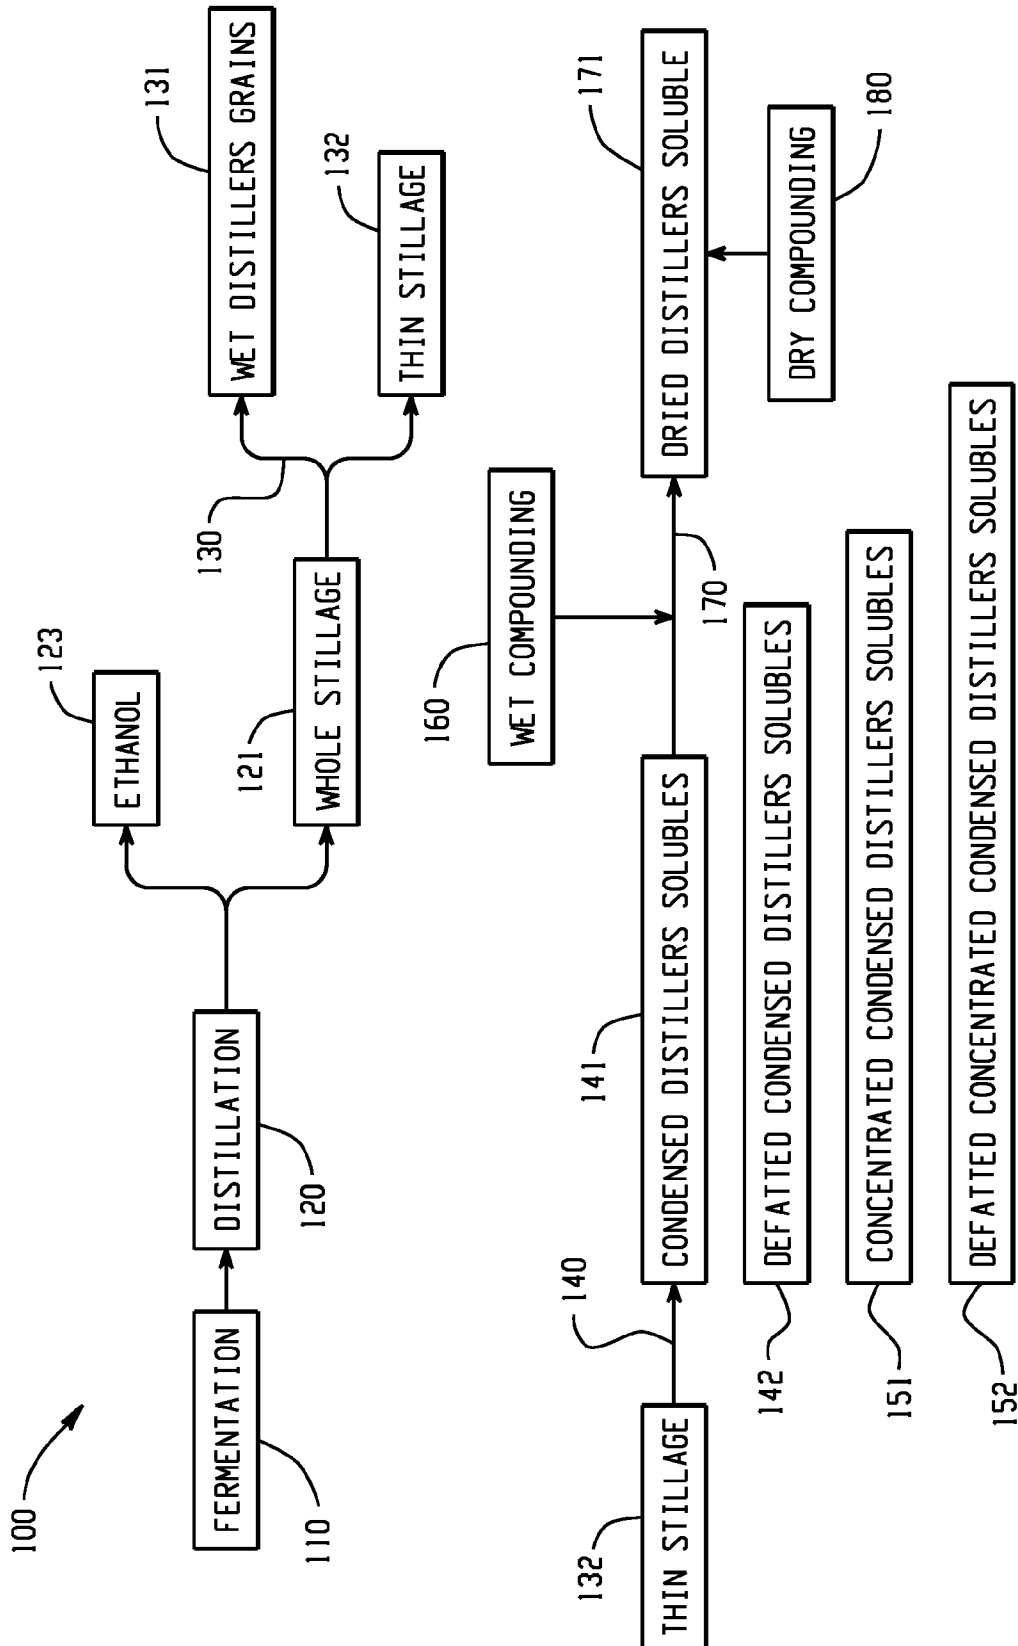 100
FERMENTATION
110
DISTILLATION
120
ETHANOL
123
WHOLE STILLAGE
121
130
WET DISTILLERS GRAINS
131
THIN STILLAGE
132
THIN STILLAGE
132
140
CONDENSED DISTILLERS SOLUBLES
141
DEFATTED CONDENSED DISTILLERS SOLUBLES
142
CONCENTRATED CONDENSED DISTILLERS SOLUBLES
151
DEFATTED CONCENTRATED CONDENSED DISTILLERS SOLUBLES
152
WET COMPOUNDING
160
170
DRIED DISTILLERS SOLUBLE
171
DRY COMPOUNDING
180